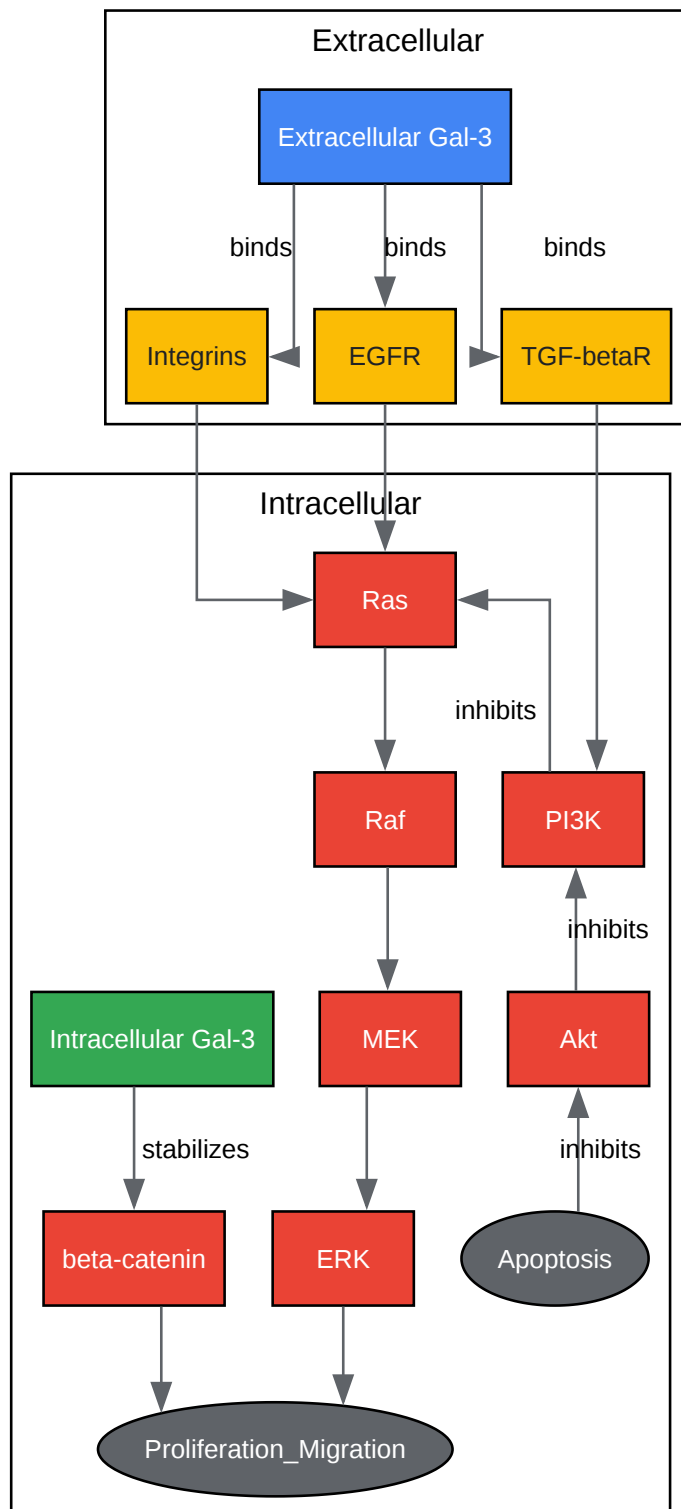 Extracellular
Extracellular Gal-3
binds
binds
binds
Integrins
EGFR
TGF-betaR
Intracellular
Ras
inhibits
Raf
PI3K
inhibits
Intracellular Gal-3
MEK
Akt
stabilizes
inhibits
beta-catenin
ERK
Apoptosis
Proliferation_Migration